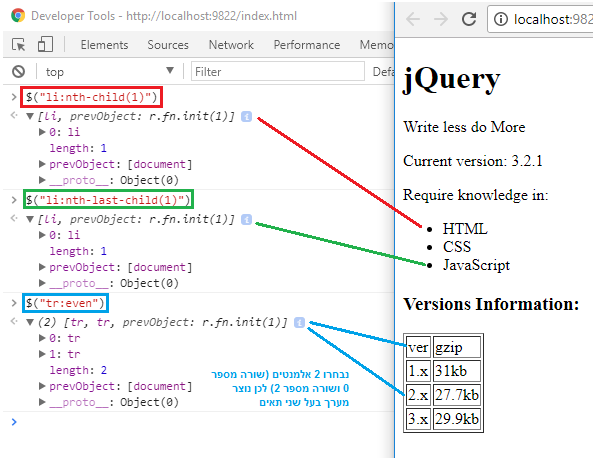 Developer Tools - http://localhost:9822/index.html
Elements Sources Network Performance Memo
top Filter Defa
> $("li:nth-child(1)")
▼[li, prevObject: r.fn.init(1)] i
▶0: li
length: 1
▶prevObject: [document]
▶__proto__: Object(0)
> $("li:nth-last-child(1)")
▼[li, prevObject: r.fn.init(1)] i
▶0: li
length: 1
▶prevObject: [document]
▶__proto__: Object(0)
> $("tr:even")
▼(2) [tr, tr, prevObject: r.fn.init(1)] i
▶0: tr
▶1: tr
length: 2
▶prevObject: [document]
▶__proto__: Object(0)
>
נבחרו 2 אלמנטים (שורה מספר
0 ושורה מספר 2) לכן נוצר
מערך בעל שני תאים
localhost:9822
jQuery
Write less do More
Current version: 3.2.1
Require knowledge in:
• HTML
• CSS
• JavaScript
Versions Information:
ver gzip
1.x 31kb
2.x 27.7kb
3.x 29.9kb